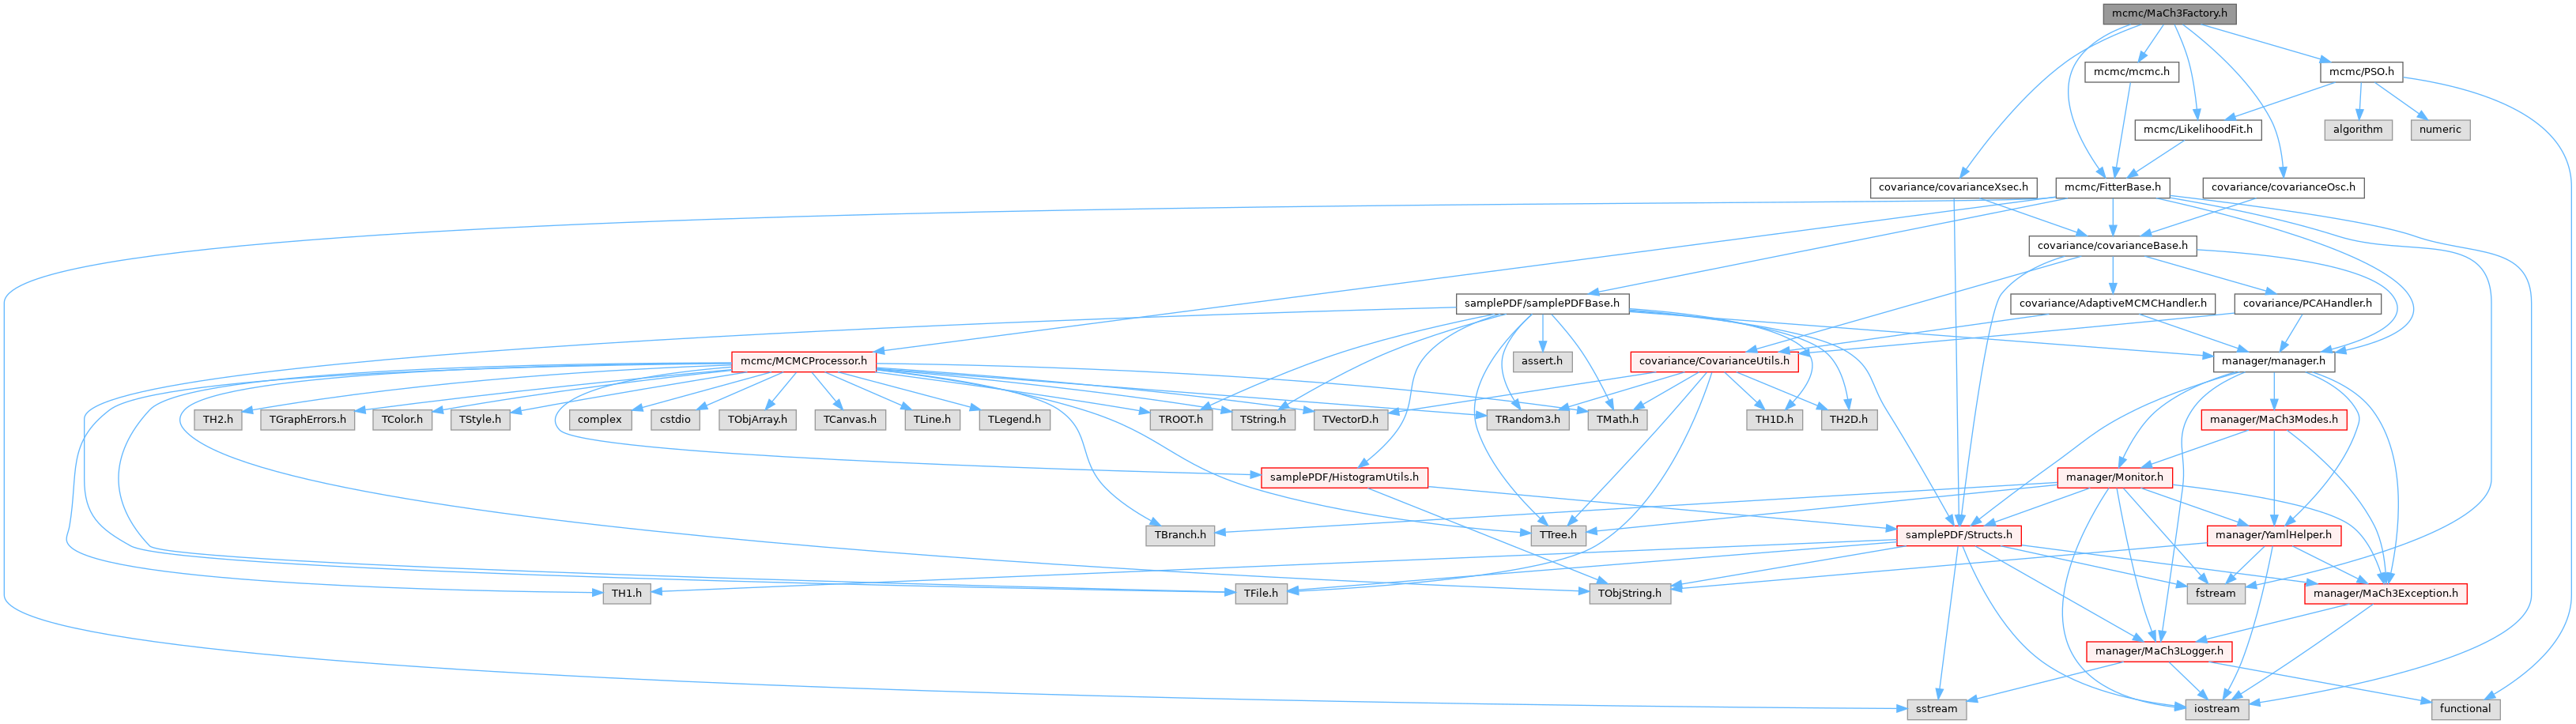 mcmc/MaCh3Factory.h
mcmc/mcmc.h
mcmc/PSO.h
mcmc/LikelihoodFit.h
algorithm
numeric
covariance/covarianceXsec.h
mcmc/FitterBase.h
covariance/covarianceOsc.h
covariance/covarianceBase.h
samplePDF/samplePDFBase.h
covariance/AdaptiveMCMCHandler.h
covariance/PCAHandler.h
mcmc/MCMCProcessor.h
assert.h
covariance/CovarianceUtils.h
manager/manager.h
TH2.h
TGraphErrors.h
TColor.h
TStyle.h
complex
cstdio
TObjArray.h
TCanvas.h
TLine.h
TLegend.h
TROOT.h
TString.h
TVectorD.h
TRandom3.h
TMath.h
TH1D.h
TH2D.h
manager/MaCh3Modes.h
samplePDF/HistogramUtils.h
manager/Monitor.h
TBranch.h
TTree.h
samplePDF/Structs.h
manager/YamlHelper.h
TH1.h
TFile.h
TObjString.h
fstream
manager/MaCh3Exception.h
manager/MaCh3Logger.h
sstream
iostream
functional